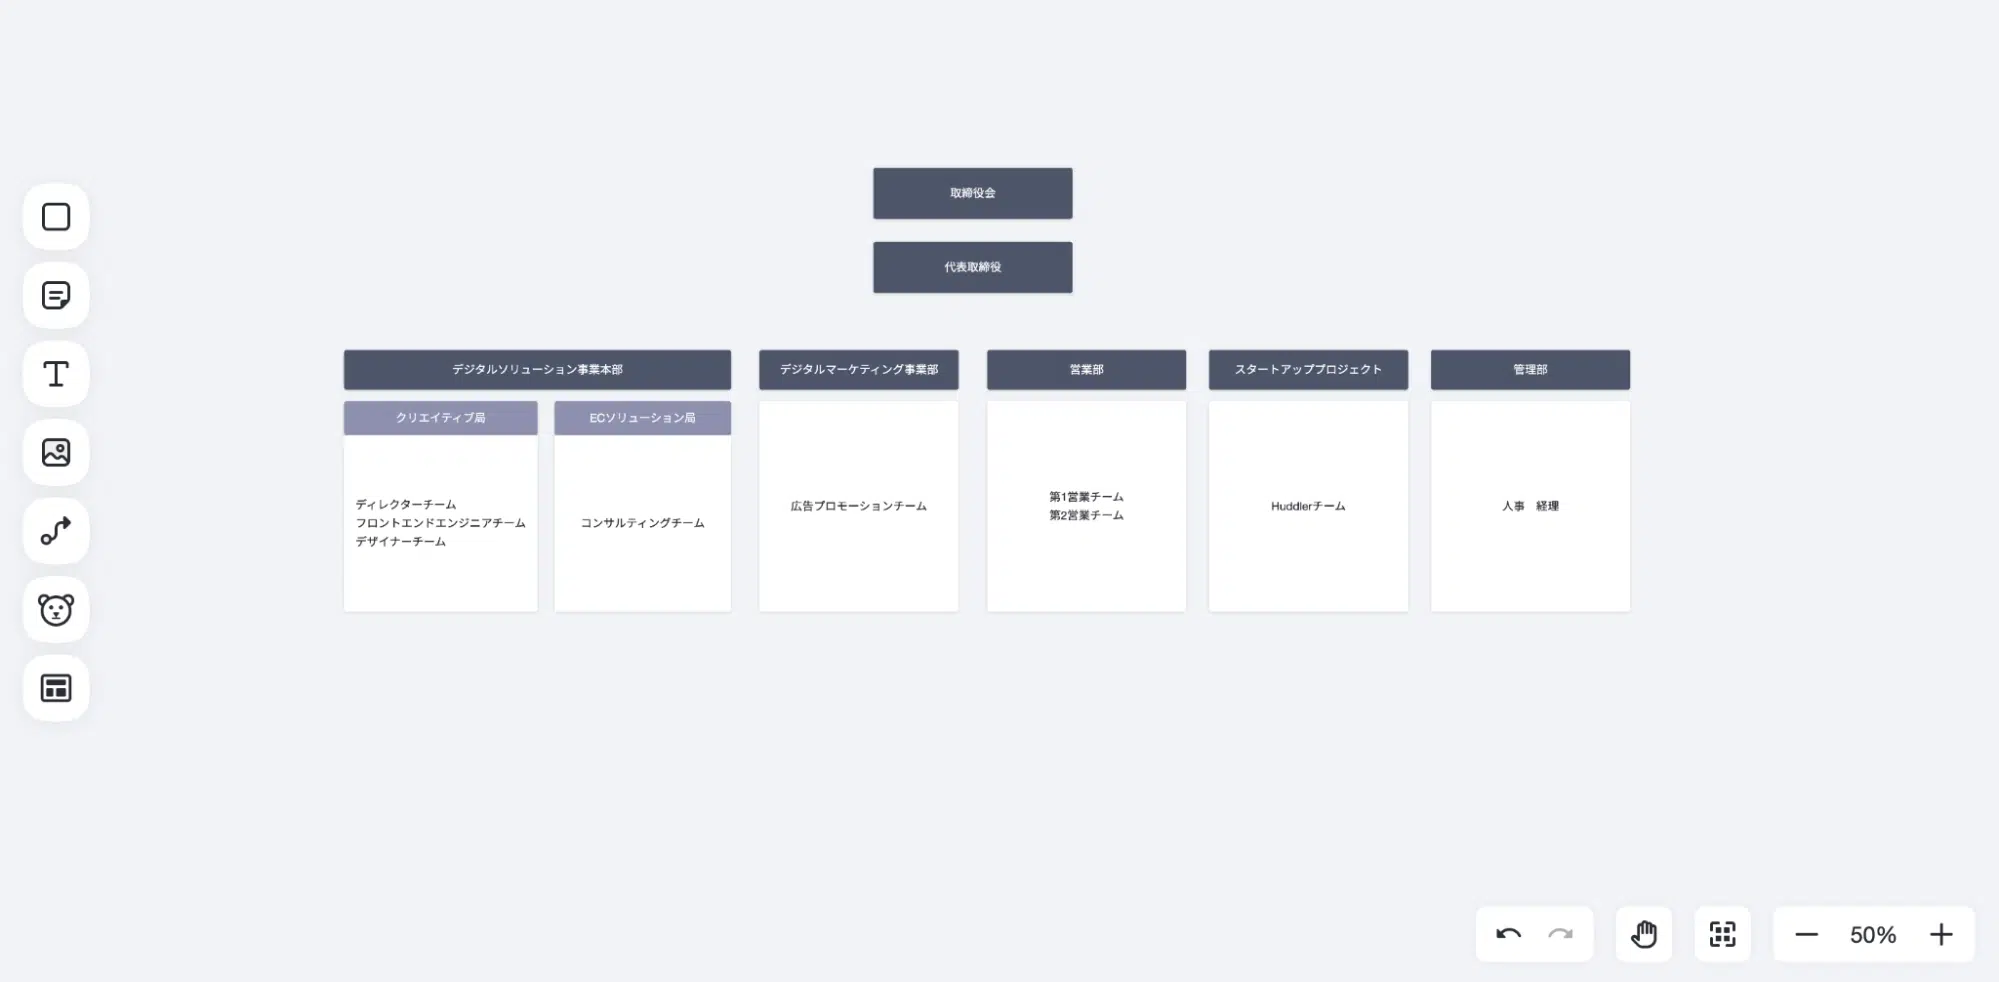 取締役会
代表取締役
デジタルソリューション事業本部
デジタルマーケティング事業部
営業部
スタートアッププロジェクト
管理部
クリエイティブ局
ECソリューション局
ディレクターチーム
フロントエンドエンジニアチーム
デザイナーチーム
コンサルティングチーム
広告プロモーションチーム
第1営業チーム
第2営業チーム
Huddlerチーム
人事　経理
50%